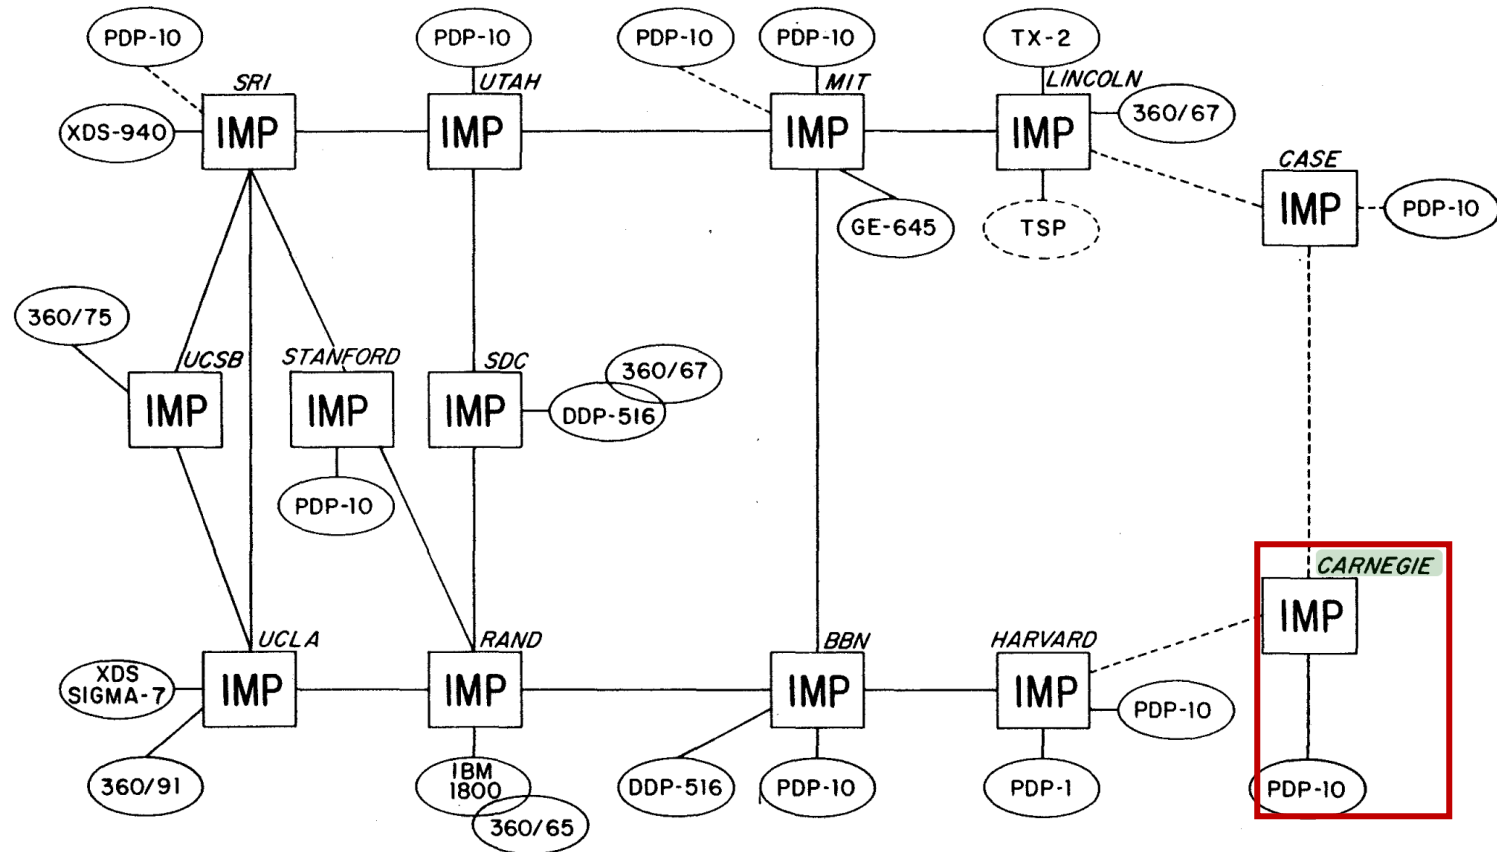 PDP-10
PDP-10
PDP-10
PDP-10
TX-2
SRI
UTAH
MIT
LINCOLN
XDS-940
IMP
IMP
IMP
IMP
360/67
CASE
IMP
PDP-10
GE-645
TSP
360/75
UCSB
STANFORD
SDC
360/67
IMP
IMP
IMP
DDP-516
PDP-10
CARNEGIE
IMP
UCLA
RAND
BBN
HARVARD
XDS
SIGMA-7
IMP
IMP
IMP
IMP
PDP-10
360/91
IBM
1800
360/65
DDP-516
PDP-10
PDP-1
PDP-10